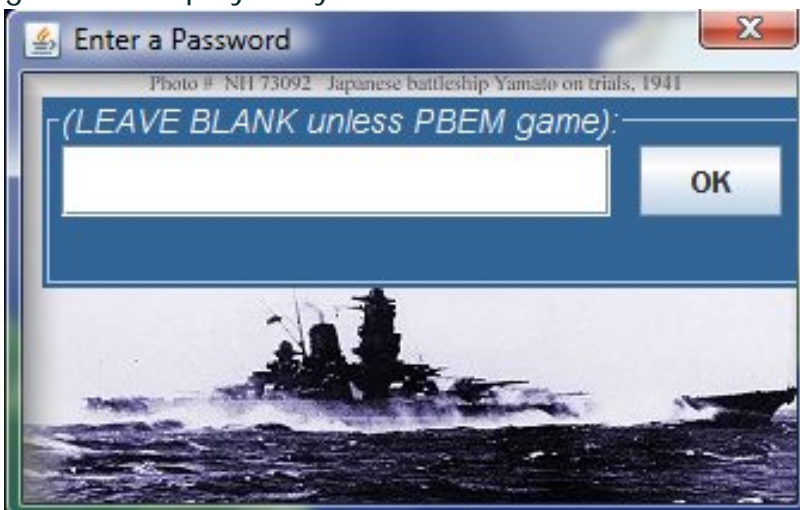 Enter a Password
Photo # NH 73092 Japanese battleship Yamato on trials, 1941
(LEAVE BLANK unless PBEM game):
OK